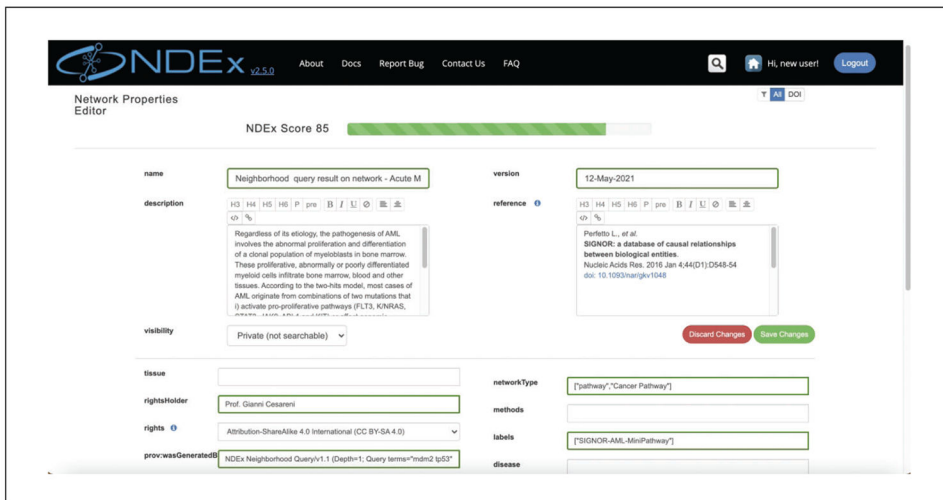 NDEx v2.5.0 About Docs Report Bug Contact Us FAQ Hi, new user! Logout
All DOI
Network Properties
Editor
NDEx Score 85
name
Neighborhood query result on network - Acute M
version
12-May-2021
description
H3 H4 H5 H6 P pre B I U
Regardless of its etiology, the pathogenesis of AML
involves the abnormal proliferation and differentiation
of a clonal population of myeloblasts in bone marrow.
These proliferative, abnormally or poorly differentiated
myeloid cells infiltrate bone marrow, blood and other
tissues. According to the two-hits model, most cases of
AML originate from combinations of two mutations that
i) activate pro-proliferative pathways (FLT3, K/NRAS,
reference
H3 H4 H5 H6 P pre B I U
Perfetto L., et al.
SIGNOR: a database of causal relationships
between biological entities.
Nucleic Acids Res. 2016 Jan 4;44(D1):D548-54
doi: 10.1093/nar/gkv1048
visibility
Private (not searchable)
Discard Changes Save Changes
tissue
rightsHolder
Prof. Gianni Cesareni
rights
Attribution-ShareAlike 4.0 International (CC BY-SA 4.0)
prov:wasGeneratedB
NDEx Neighborhood Query/v1.1 (Depth=1; Query terms="mdm2 tp53"
networkType
["pathway","Cancer Pathway"]
methods
labels
["SIGNOR-AML-MiniPathway"]
disease